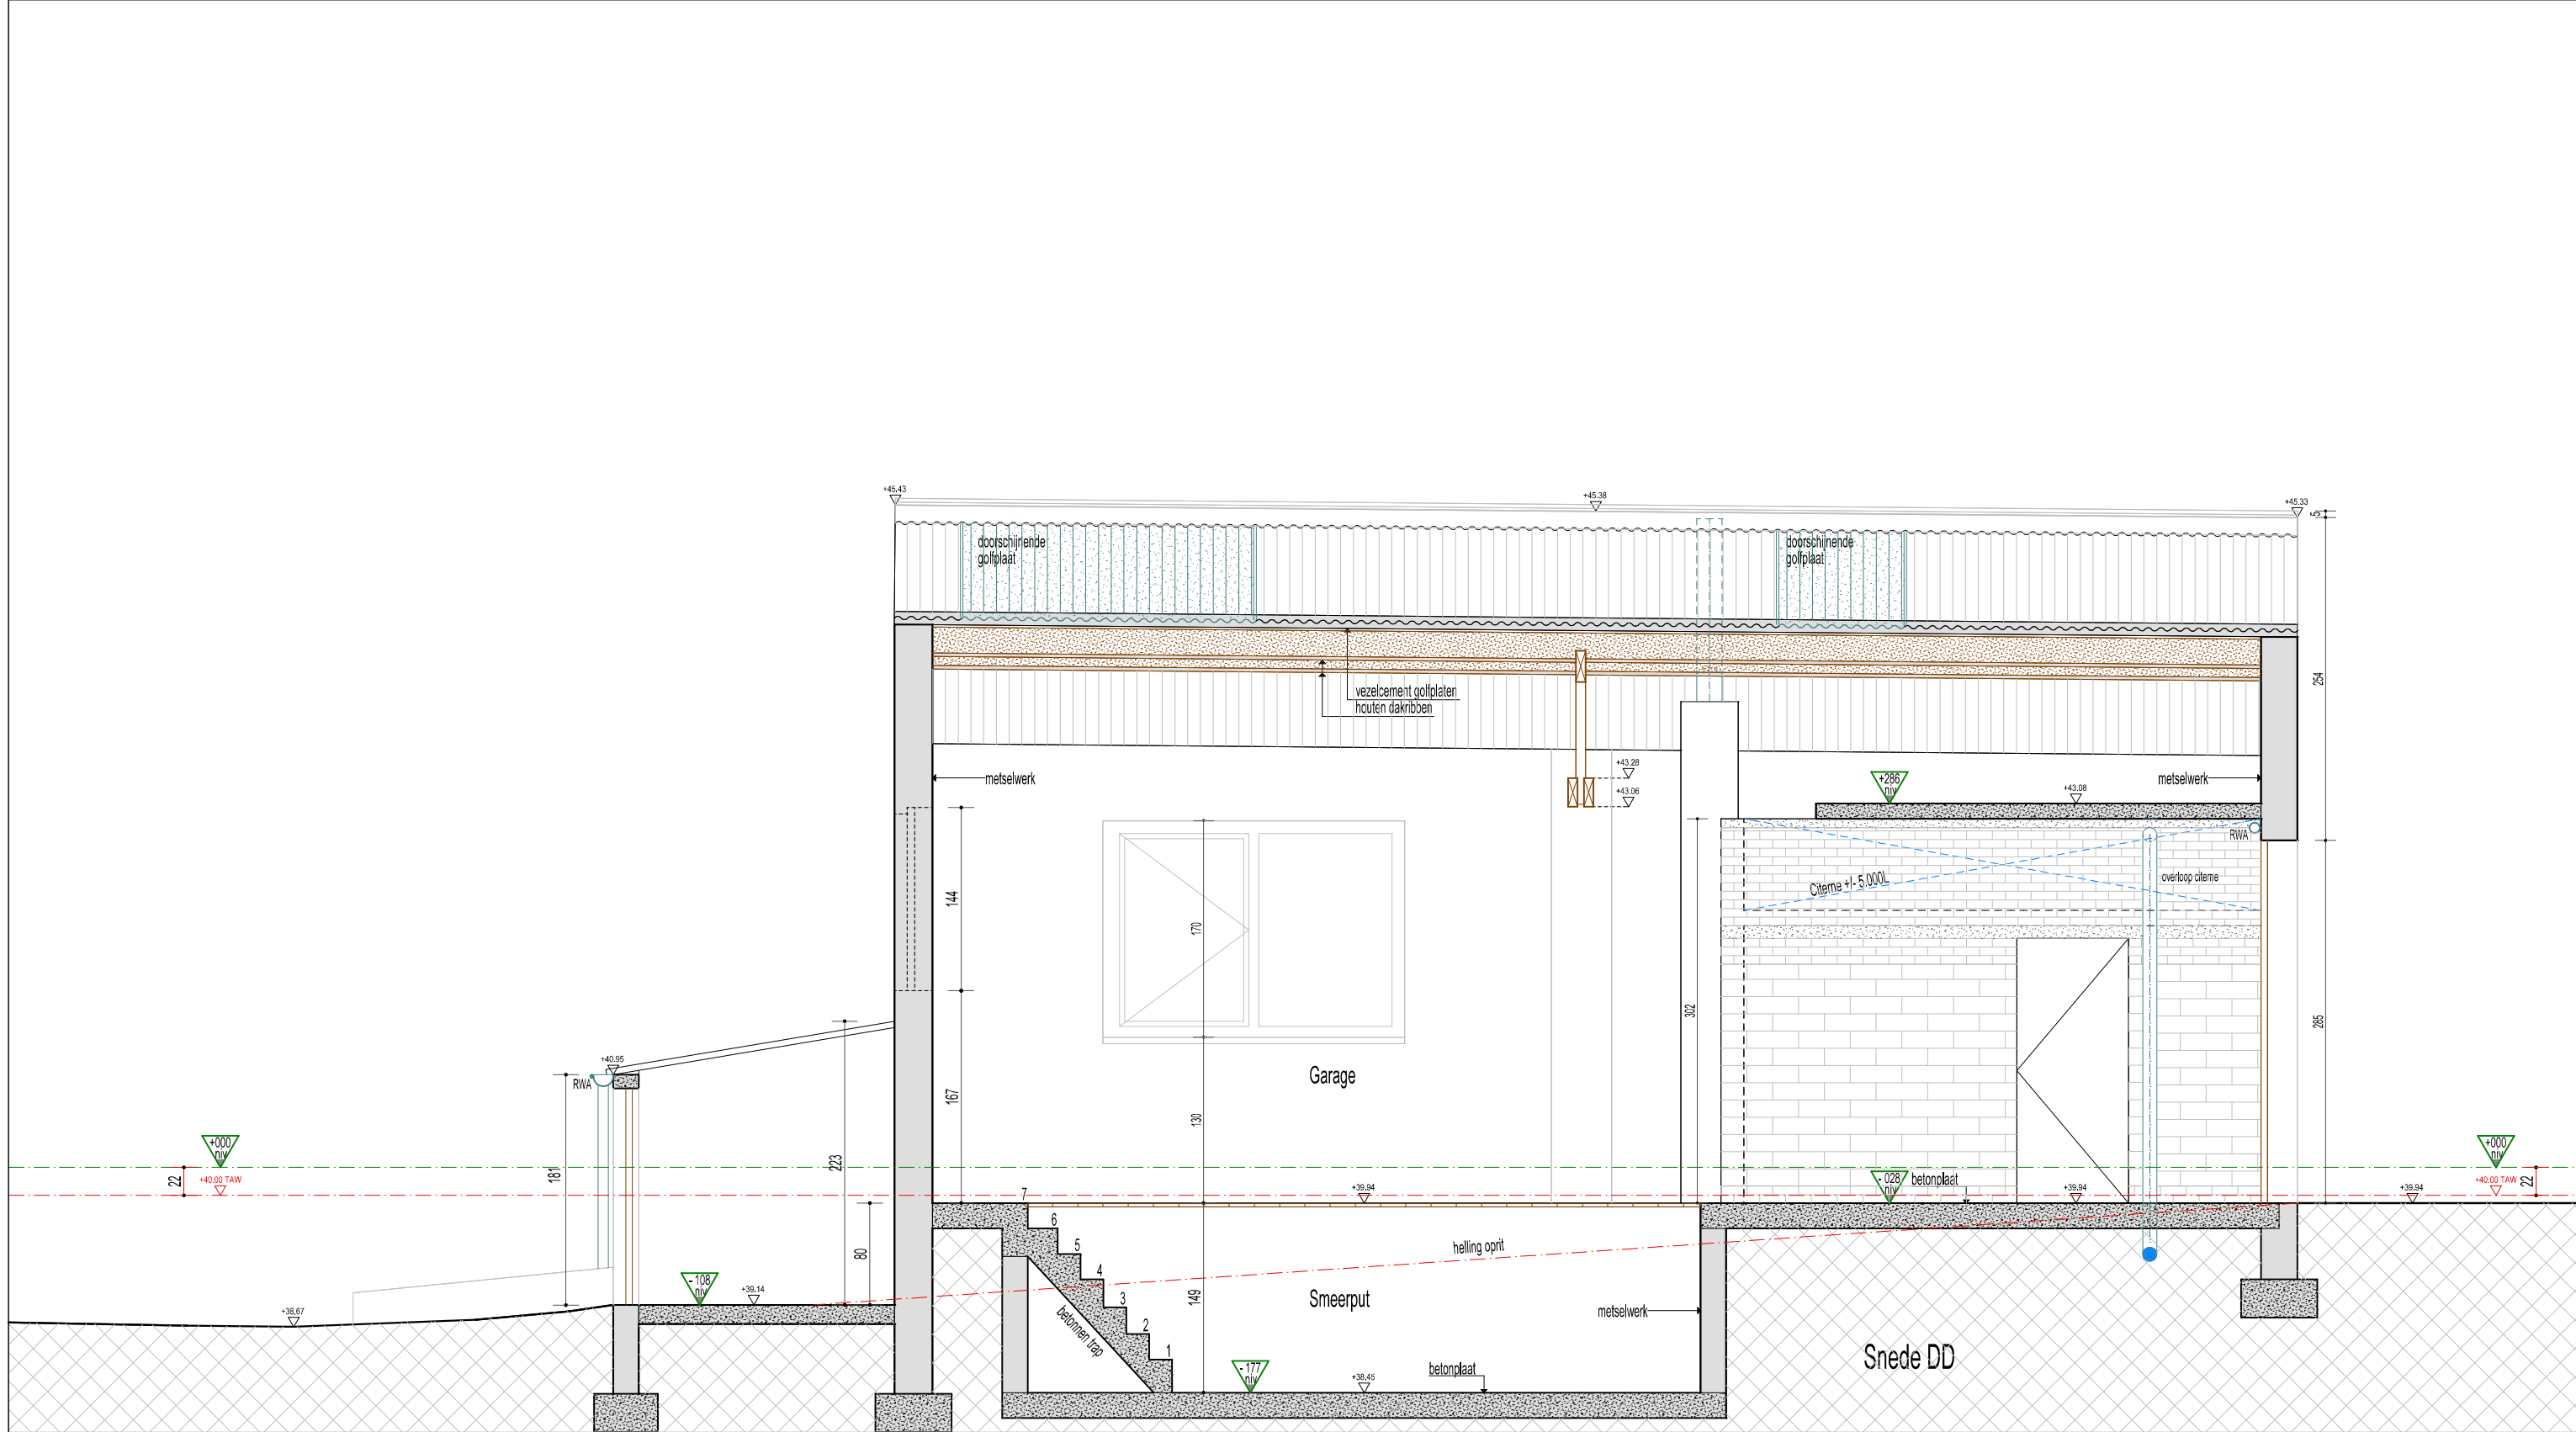 +45.43
+45.38
+45.33
5
doorschijnende
golfplaat
doorschijnende
golfplaat
254
vezelcement golfplaten
houten dakribben
metselwerk
+43.28
+43.06
+286
niv
+43.08
metselwerk
RWA
144
170
Citerne +/- 5.000L
overloop citerne
302
285
+40.95
RWA
Garage
167
130
+000
niv
22
+40.00 TAW
181
223
+000
niv
+40.00 TAW
22
7
+39.94
- 028
niv
betonplaat
+39.94
+39.94
6
5
4
3
2
1
80
helling oprit
- 108
niv
+39.14
+38,67
149
Smeerput
betonnen trap
metselwerk
- 177
niv
+38,45
betonplaat
Snede DD